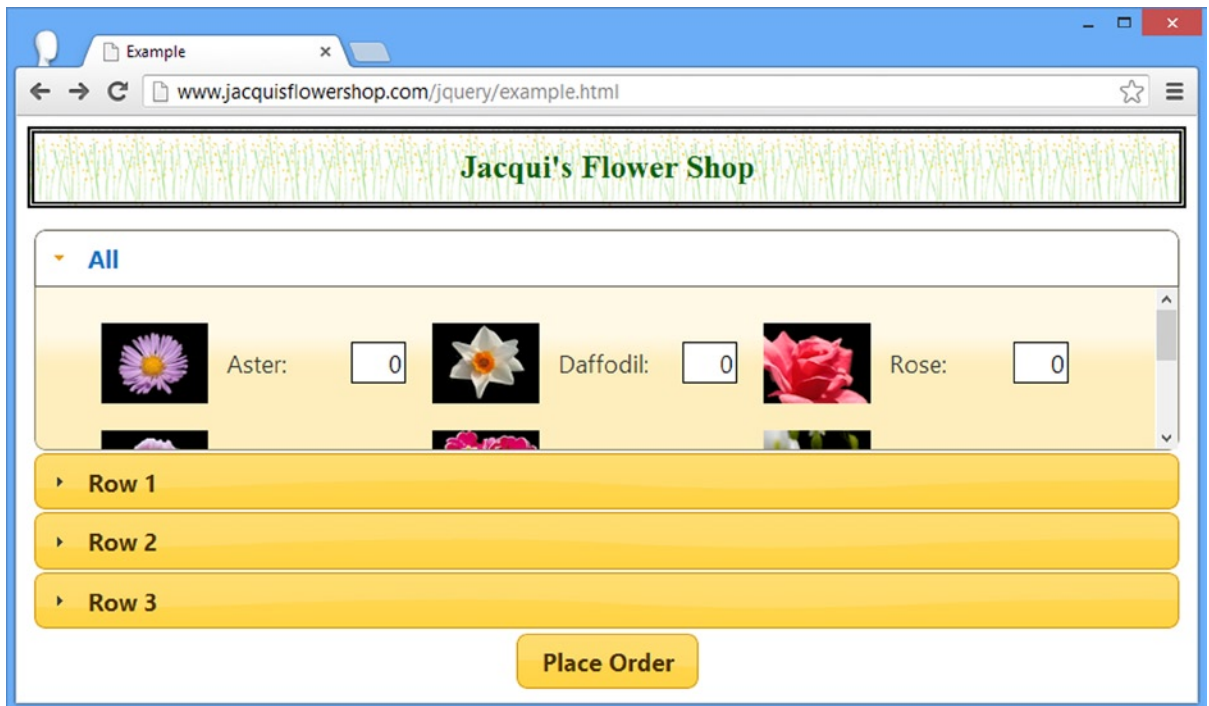 Example
www.jacquisflowershop.com/jquery/example.html
Jacqui's Flower Shop
All
Aster: 0 Daffodil: 0 Rose: 0
Row 1
Row 2
Row 3
Place Order